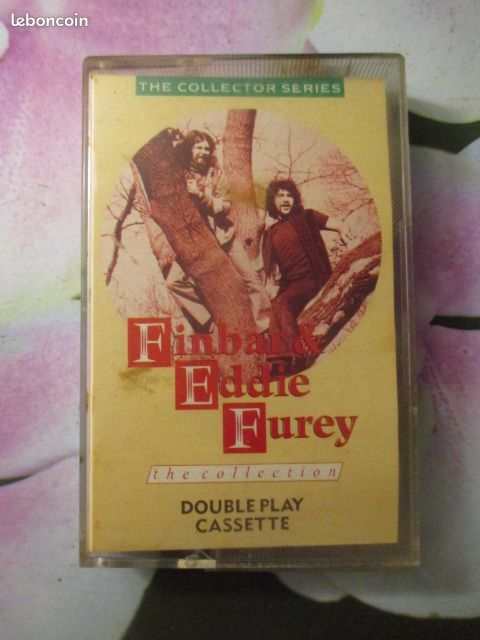 leboncoin
THE COLLECTOR SERIES
Finbar &
Eddie
Furey
the collection
DOUBLE PLAY
CASSETTE